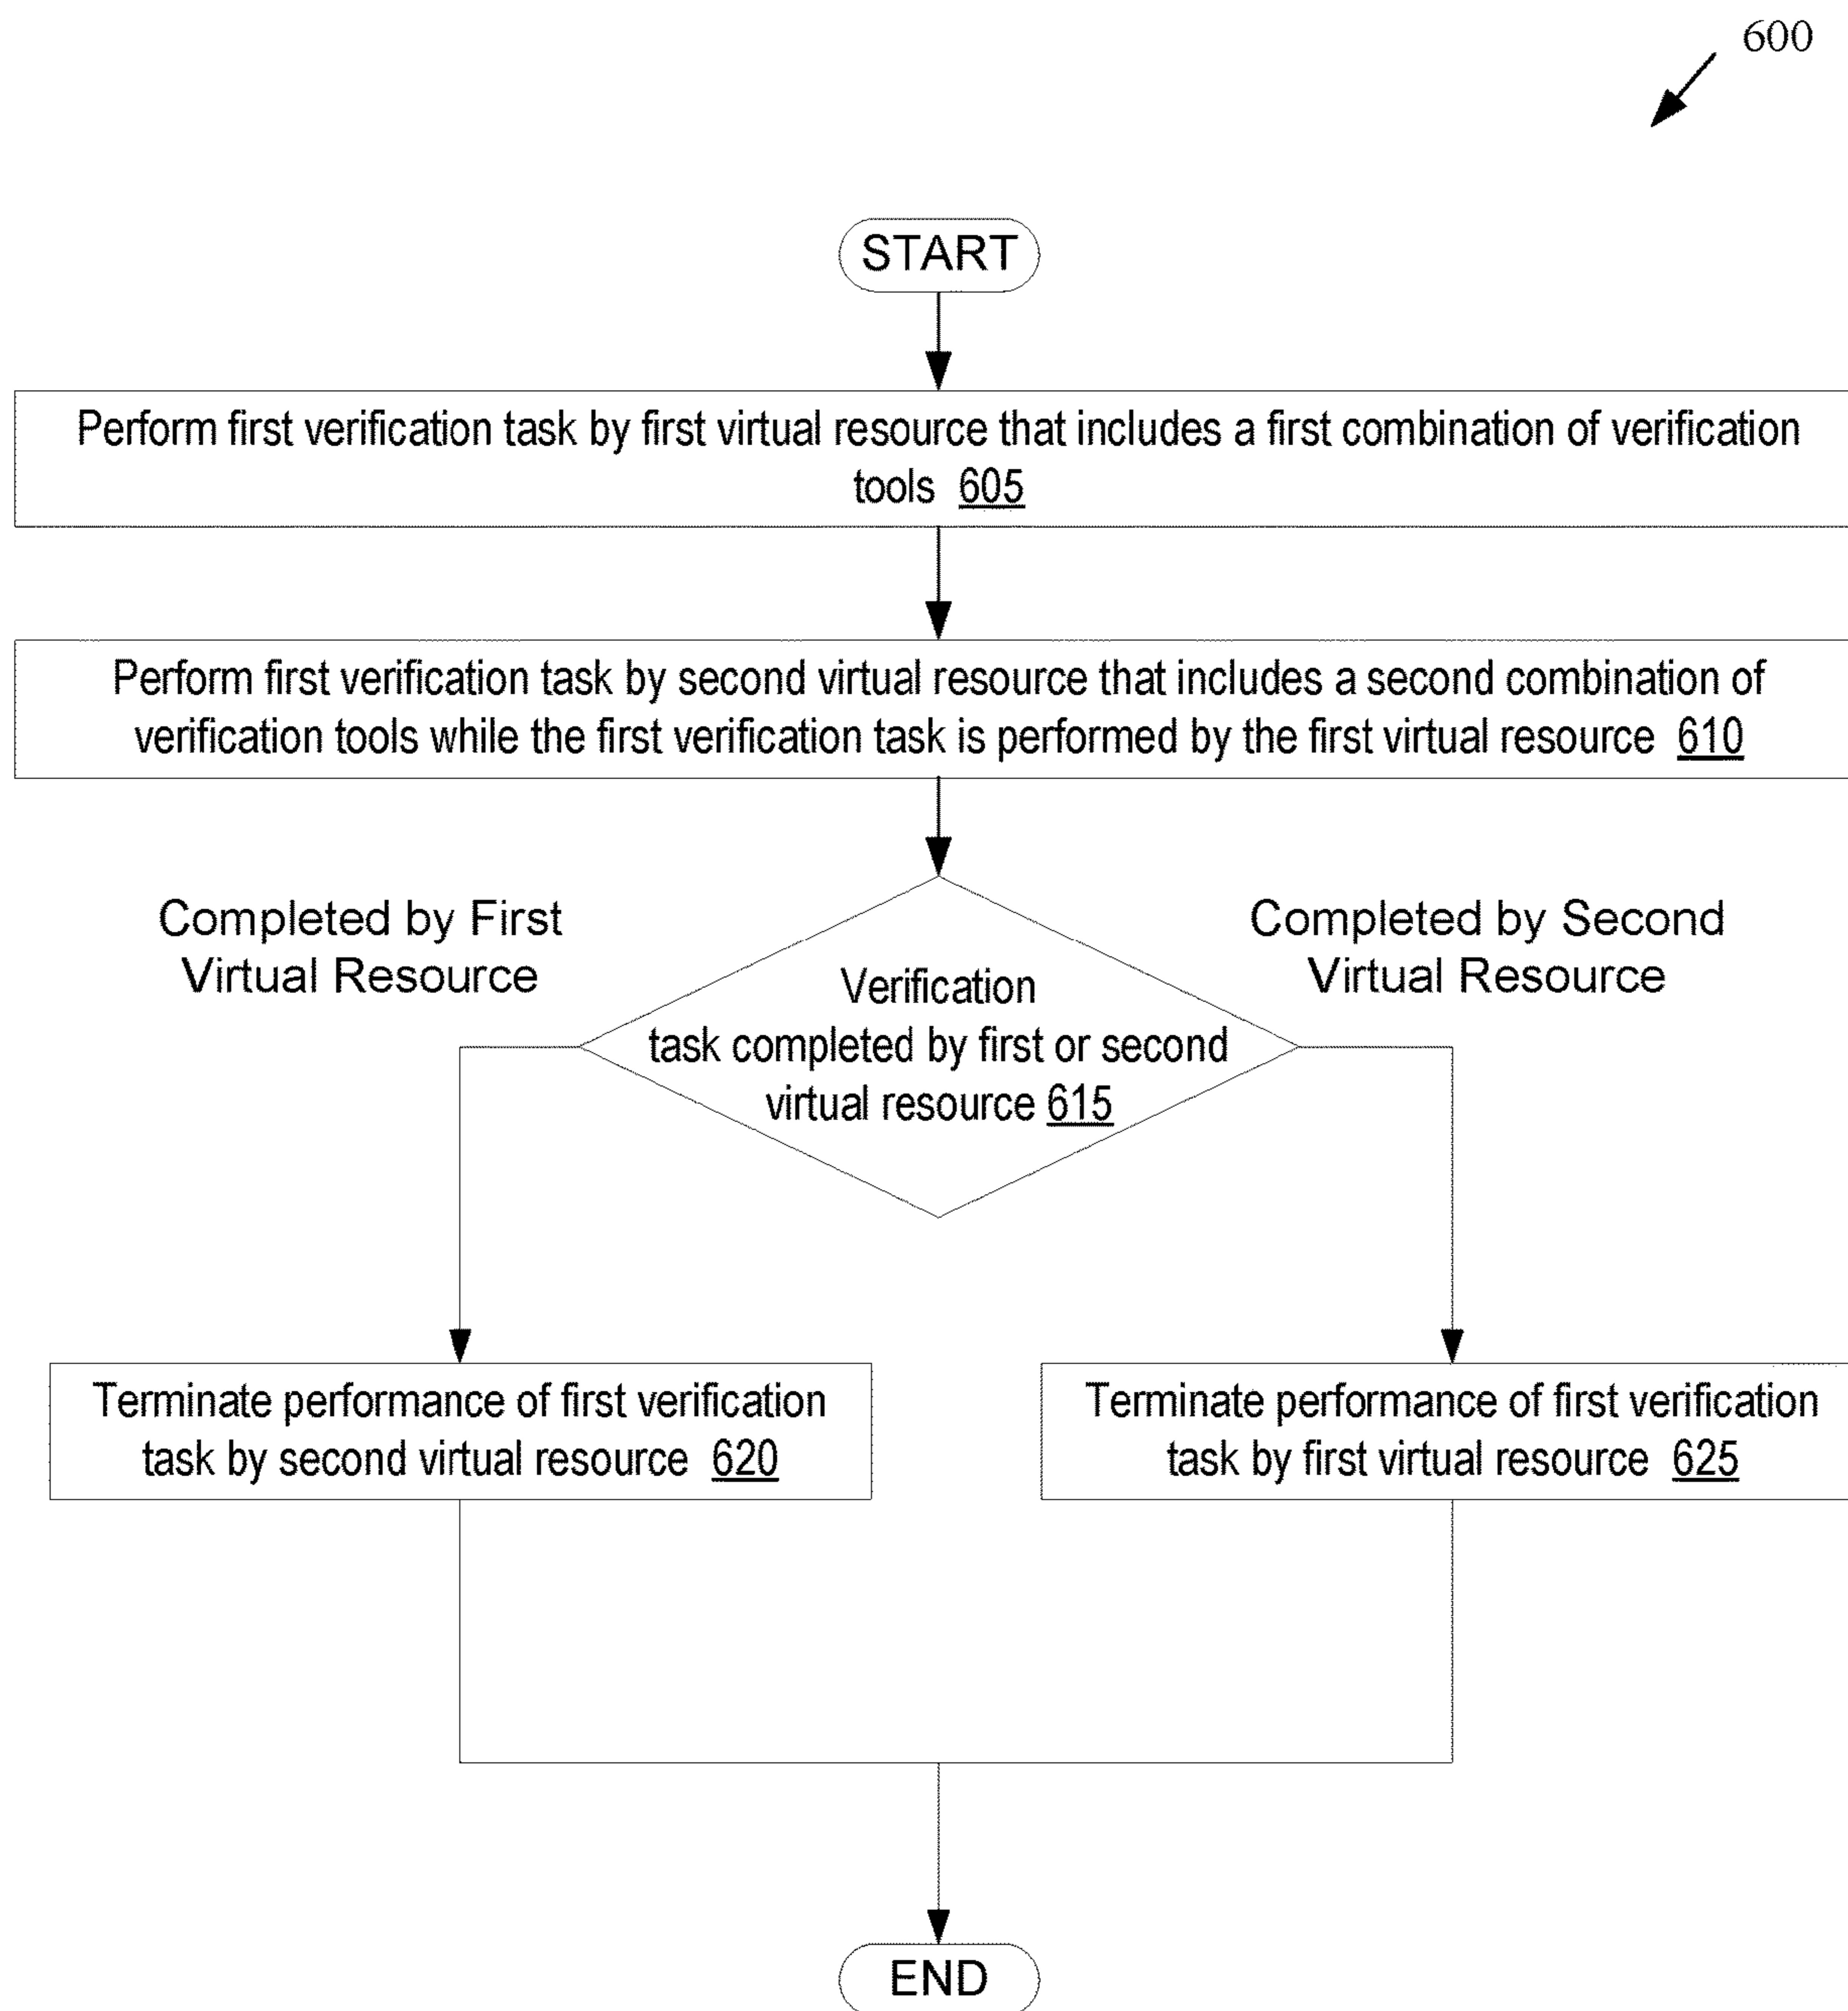 600
START
Perform first verification task by first virtual resource that includes a first combination of verification
tools 605
Perform first verification task by second virtual resource that includes a second combination of
verification tools while the first verification task is performed by the first virtual resource 610
Completed by First
Virtual Resource
Completed by Second
Virtual Resource
Verification
task completed by first or second
virtual resource 615
Terminate performance of first verification
task by second virtual resource 620
Terminate performance of first verification
task by first virtual resource 625
END